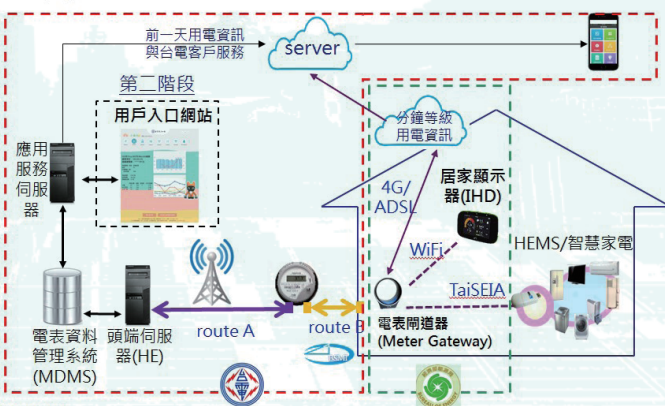 前一天用電資訊
與台電客戶服務
server
第二階段
用戶入口網站
分鐘等級
用電資訊
應用
服務
伺服
器
4G/
ADSL
居家顯示
器(IHD)
WiFi
HEMS/智慧家電
TaiSEIA
route A
route B
電表資料
管理系統
(MDMS)
頭端伺服
器(HE)
電表閘道器
(Meter Gateway)